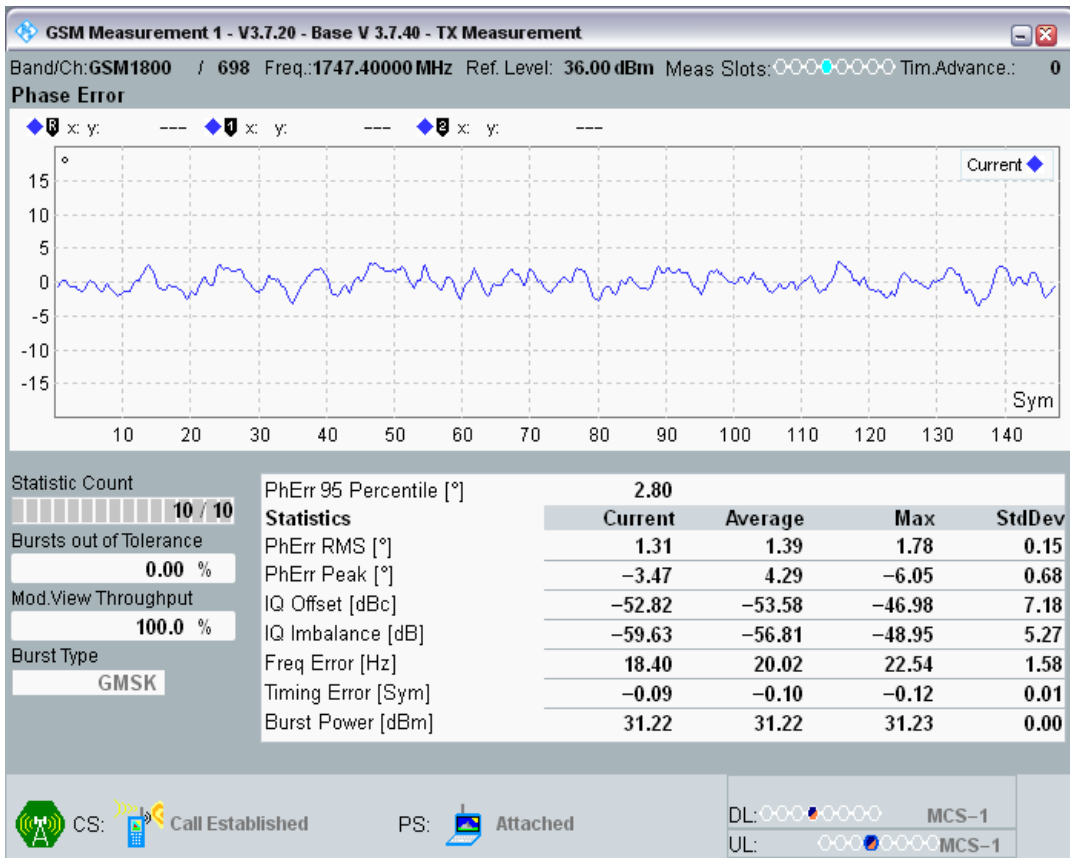 GSM Measurement 1 - V3.7.20 - Base V 3.7.40 - TX Measurement
Band/Ch:GSM1800 / 698 Freq.:1747.40000 MHz Ref. Level: 36.00 dBm Meas Slots: Tim.Advance.: 0
Phase Error
R x: y: --- 1 x: y: --- 2 x: y: ---
° Current
15
10
5
0
-5
-10
-15
Sym
10 20 30 40 50 60 70 80 90 100 110 120 130 140
Statistic Count
10 / 10
Bursts out of Tolerance
0.00 %
Mod.View Throughput
100.0 %
Burst Type
GMSK
PhErr 95 Percentile [°] 2.80
Statistics Current Average Max StdDev
PhErr RMS [°] 1.31 1.39 1.78 0.15
PhErr Peak [°] −3.47 4.29 −6.05 0.68
IQ Offset [dBc] −52.82 −53.58 −46.98 7.18
IQ Imbalance [dB] −59.63 −56.81 −48.95 5.27
Freq Error [Hz] 18.40 20.02 22.54 1.58
Timing Error [Sym] −0.09 −0.10 −0.12 0.01
Burst Power [dBm] 31.22 31.22 31.23 0.00
CS: Call Established PS: Attached
DL: MCS−1
UL: MCS−1